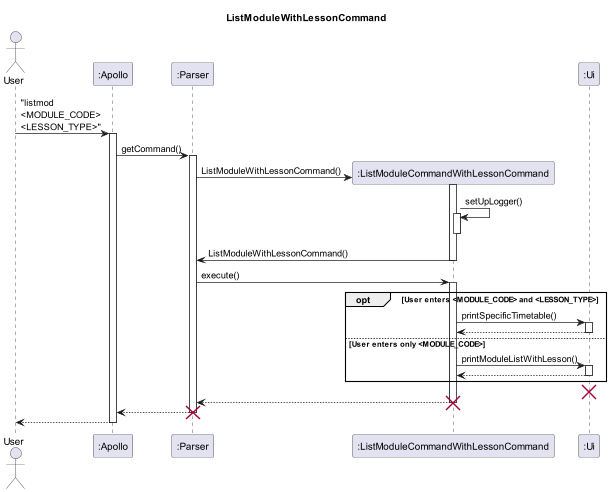 ListModuleWithLessonCommand
User
:Apollo
:Parser
:Ui
"listmod
<MODULE_CODE>
<LESSON_TYPE>"
getCommand()
ListModuleWithLessonCommand()
:ListModuleCommandWithLessonCommand
setUpLogger()
ListModuleWithLessonCommand()
execute()
opt
[User enters <MODULE_CODE> and <LESSON_TYPE>]
printSpecificTimetable()
[User enters only <MODULE_CODE>]
printModuleListWithLesson()
User
:Apollo
:Parser
:ListModuleCommandWithLessonCommand
:Ui